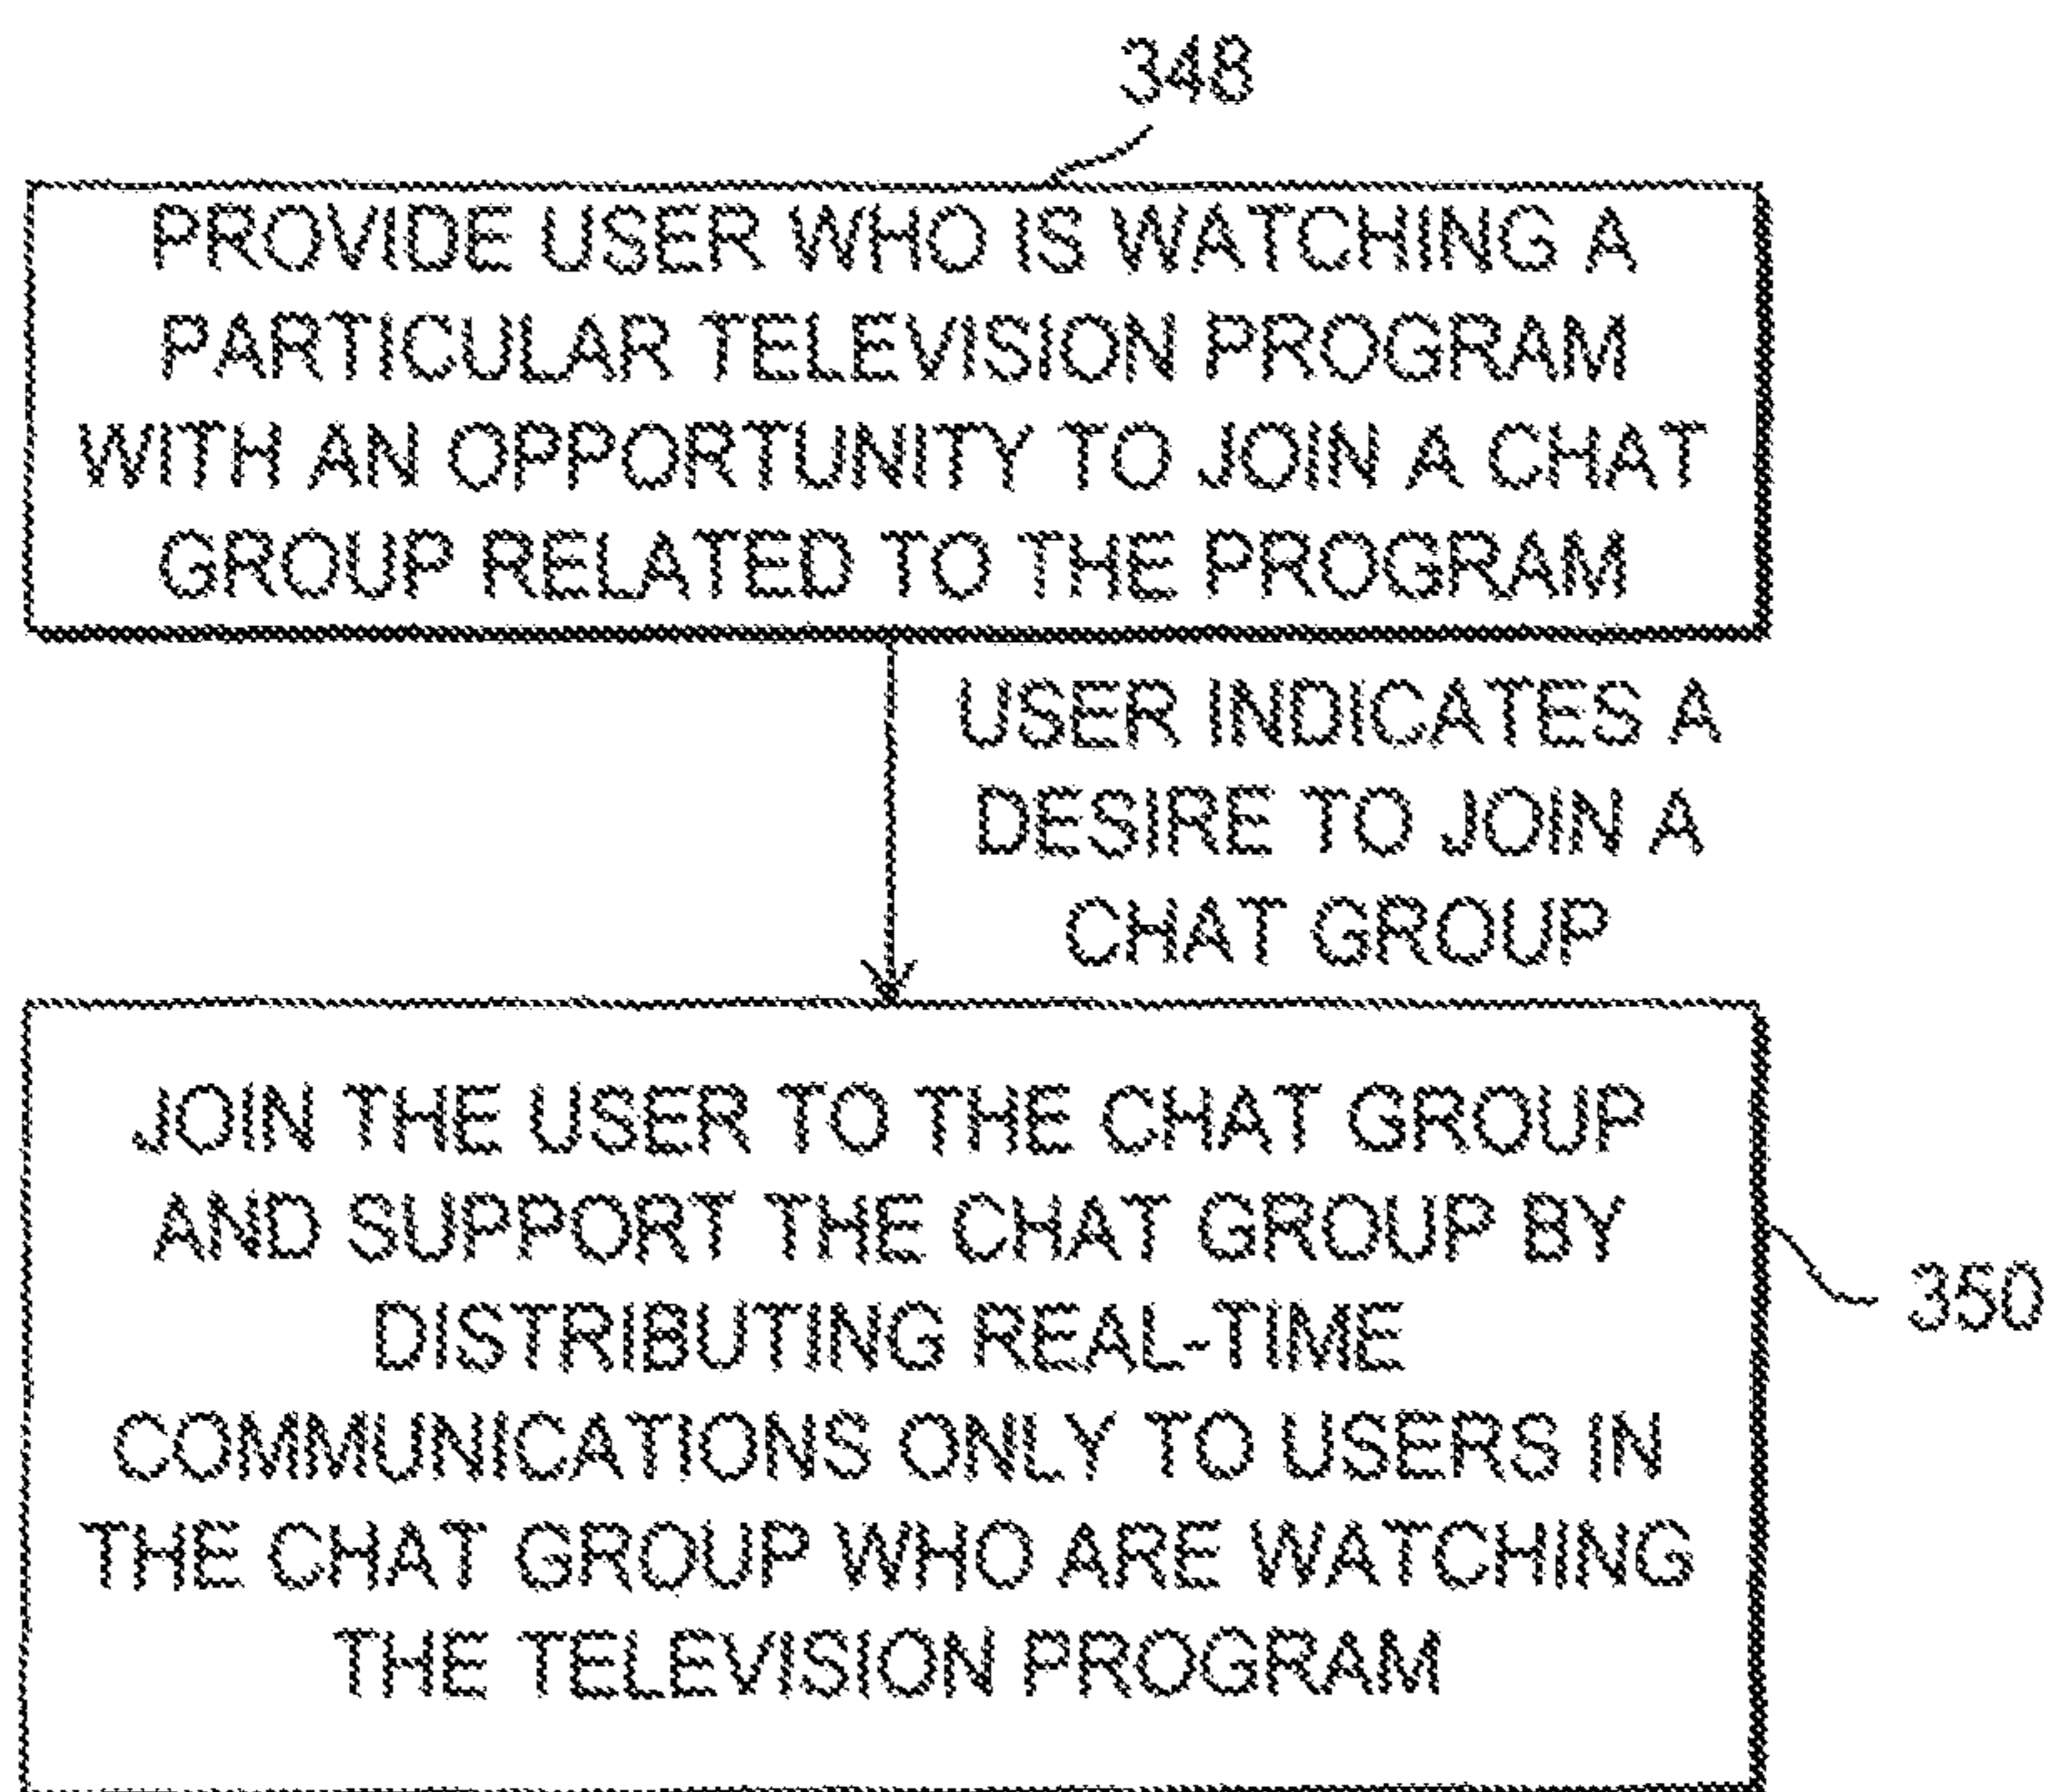 348
PROVIDE USER WHO IS WATCHING A
PARTICULAR TELEVISION PROGRAM
WITH AN OPPORTUNITY TO JOIN A CHAT
GROUP RELATED TO THE PROGRAM
USER INDICATES A
DESIRE TO JOIN A
CHAT GROUP
JOIN THE USER TO THE CHAT GROUP
AND SUPPORT THE CHAT GROUP BY
DISTRIBUTING REAL-TIME
COMMUNICATIONS ONLY TO USERS IN
THE CHAT GROUP WHO ARE WATCHING
THE TELEVISION PROGRAM
350